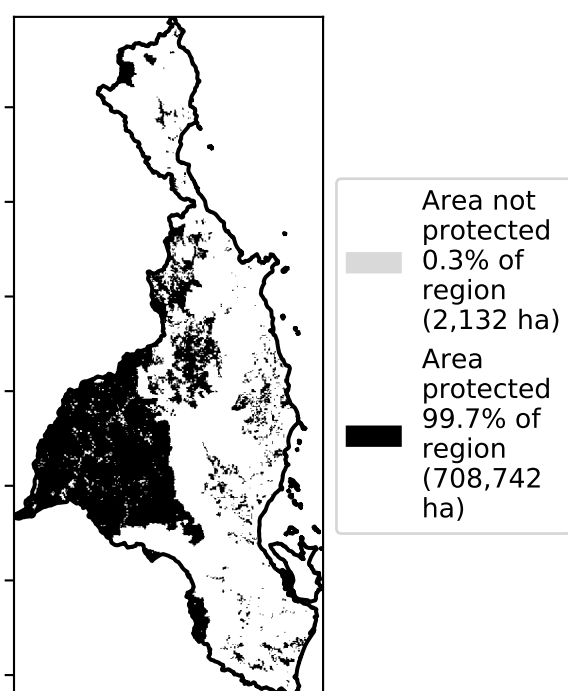 Area not
protected
0.3% of
region
(2,132 ha)
Area
protected
99.7% of
region
(708,742
ha)